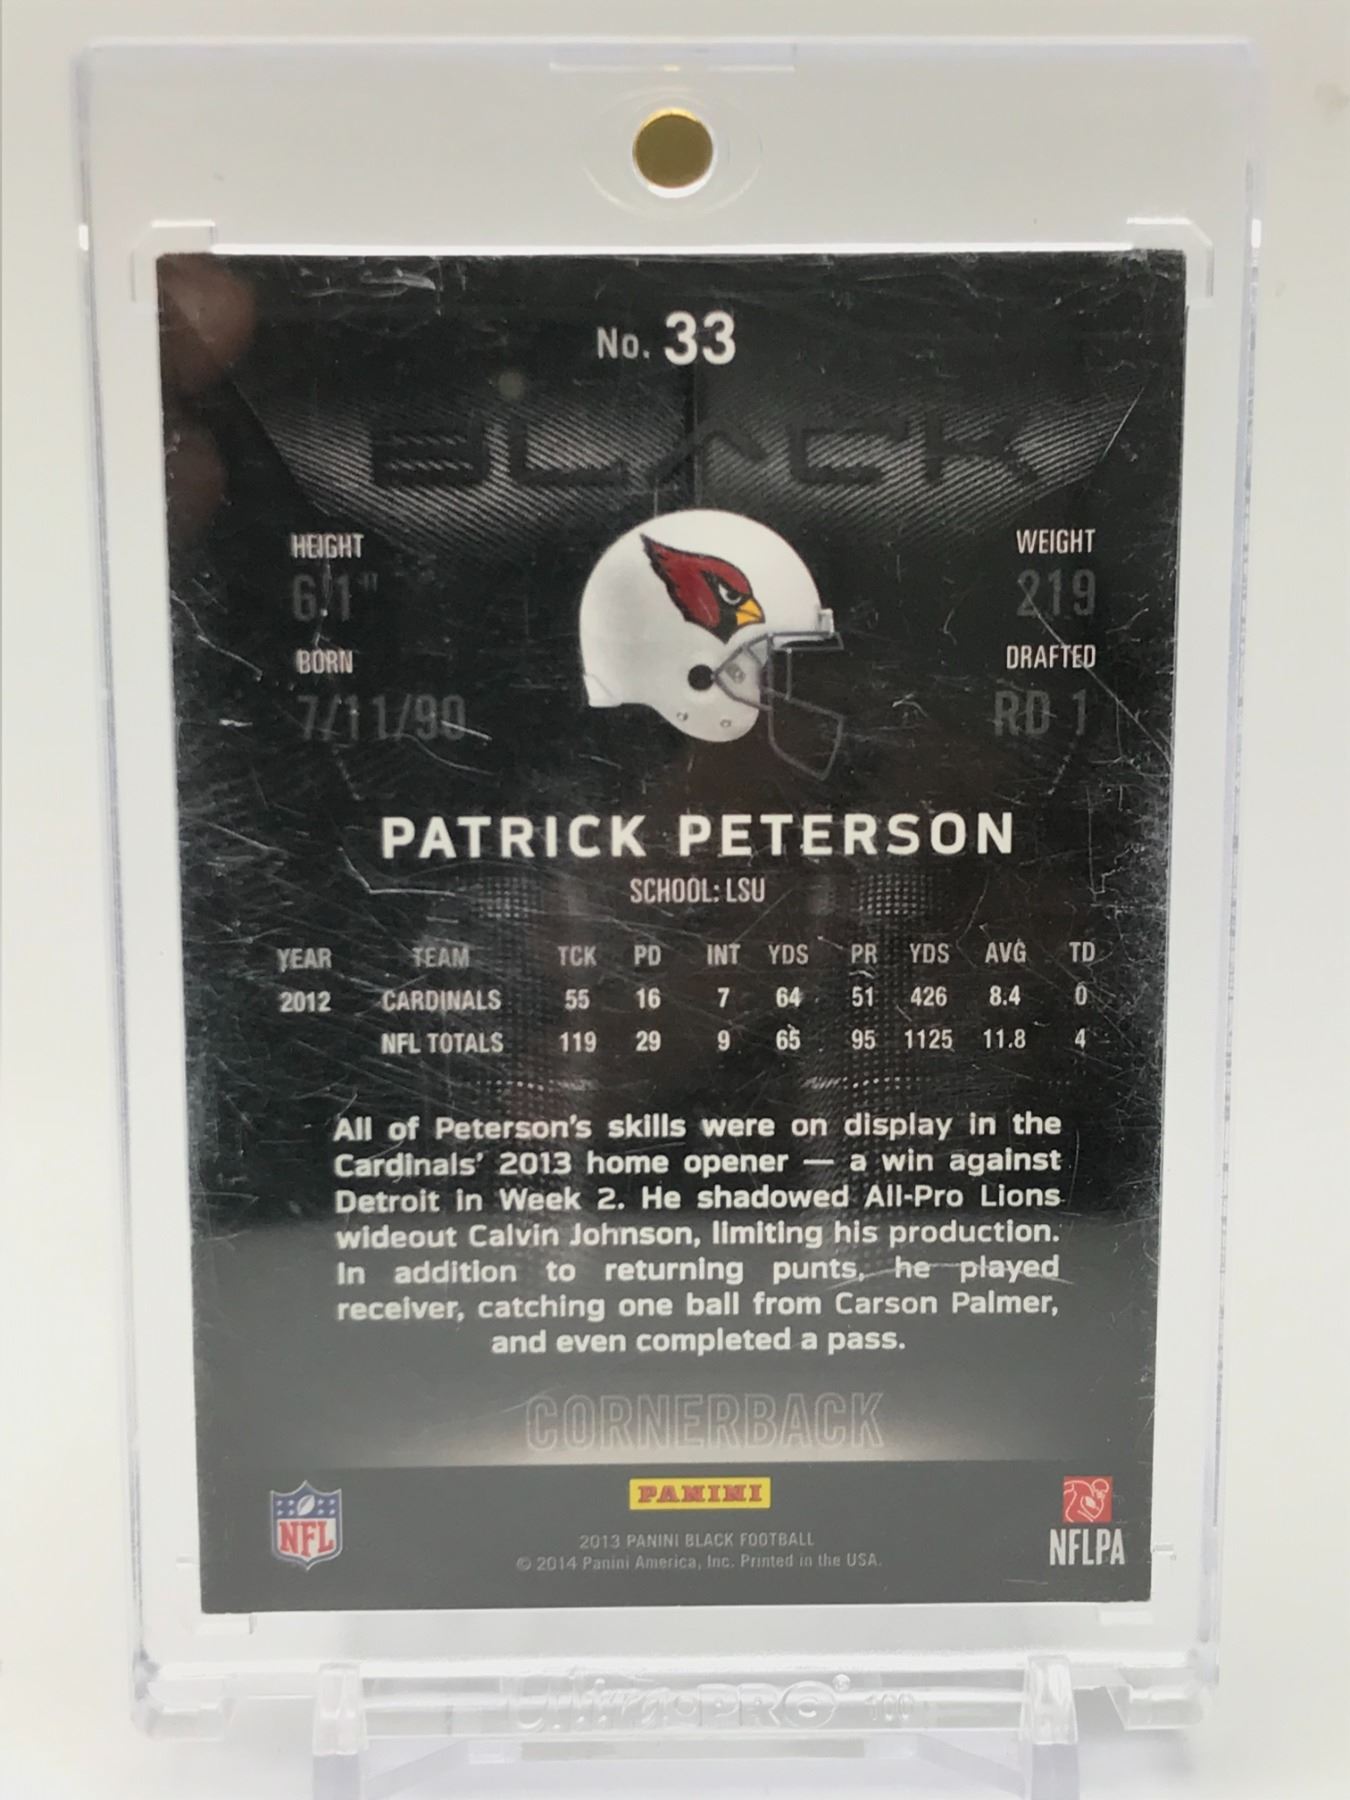 No. 33
BLACK
HEIGHT
6'1"
WEIGHT
219
BORN
7/11/90
DRAFTED
RD 1
PATRICK PETERSON
SCHOOL: LSU
YEAR TEAM TCK PD INT YDS PR YDS AVG TD
2012 CARDINALS 55 16 7 64 51 426 8.4 0
NFL TOTALS 119 29 9 65 95 1125 11.8 4
All of Peterson's skills were on display in the
Cardinals' 2013 home opener — a win against
Detroit in Week 2. He shadowed All-Pro Lions
wideout Calvin Johnson, limiting his production.
In addition to returning punts, he played
receiver, catching one ball from Carson Palmer,
and even completed a pass.
CORNERBACK
NFL
PANINI
NFLPA
2013 PANINI BLACK FOOTBALL
© 2014 Panini America, Inc. Printed in the USA.
Ultra•PRO® 100